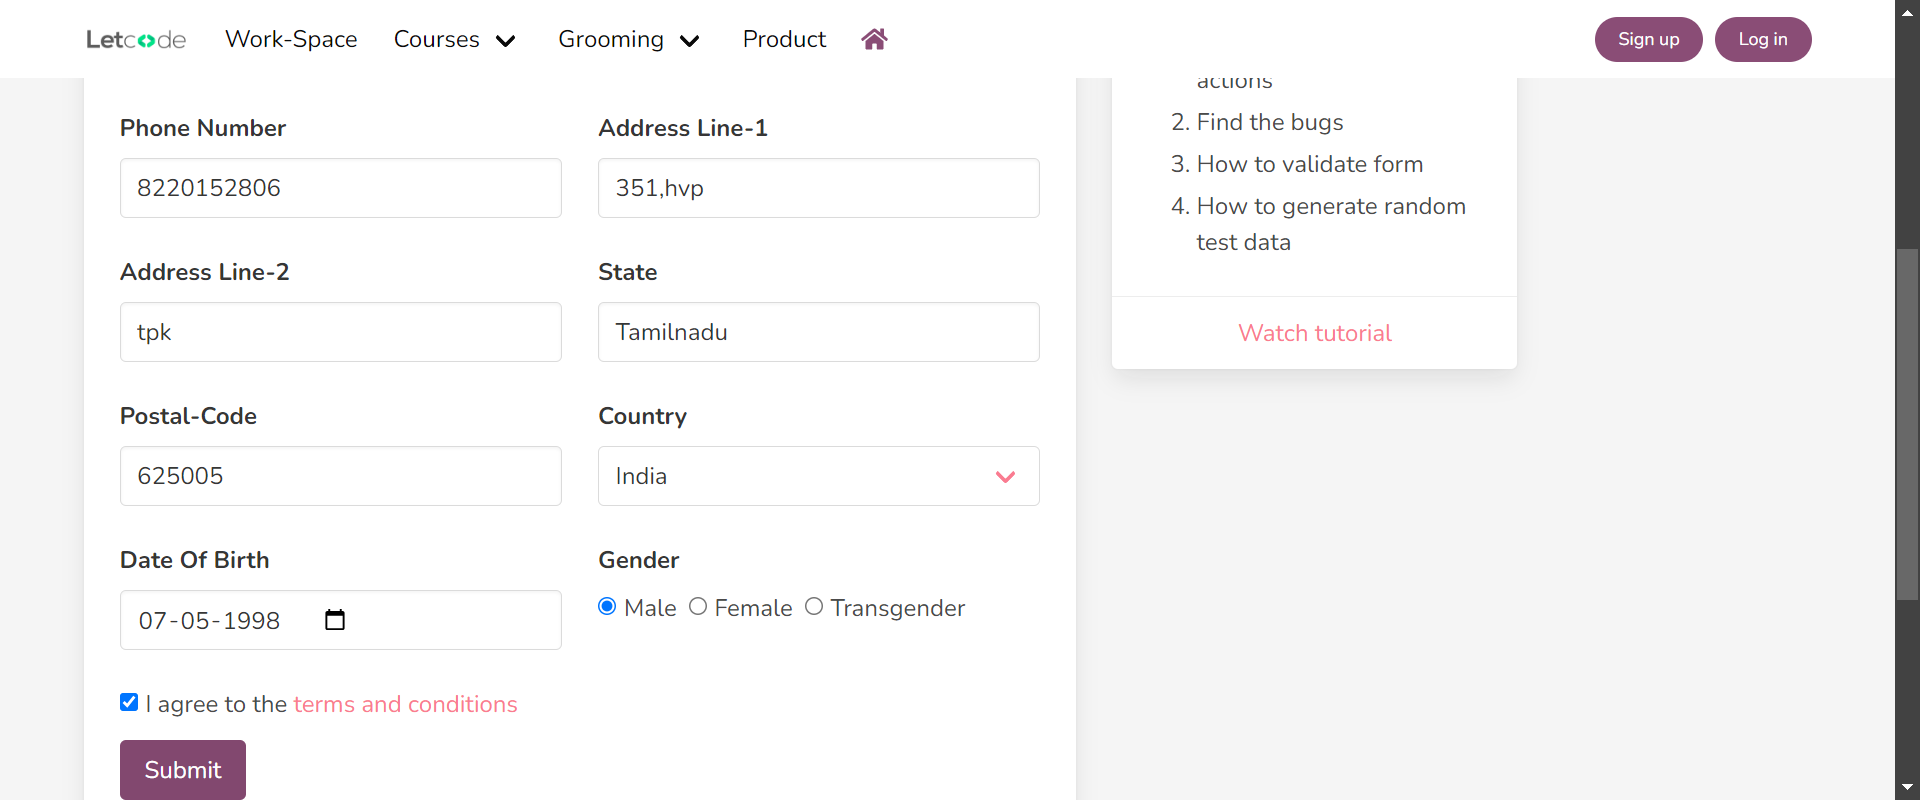 Letcode Work-Space Courses Grooming Product Sign up Log in
actions
Phone Number Address Line-1
2. Find the bugs
8220152806 351,hvp
3. How to validate form
4. How to generate random
test data
Address Line-2 State
tpk Tamilnadu
Watch tutorial
Postal-Code Country
625005 India
Date Of Birth Gender
07-05-1998 Male Female Transgender
I agree to the terms and conditions
Submit